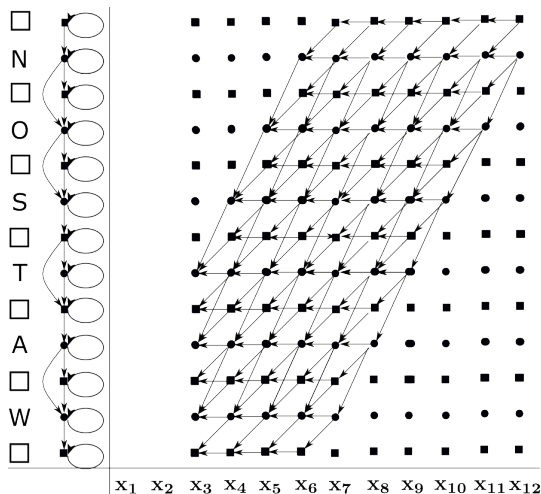 □
N
□
O
□
S
□
T
□
A
□
W
□
x₁ x₂ x₃ x₄ x₅ x₆ x₇ x₈ x₉ x₁₀ x₁₁ x₁₂